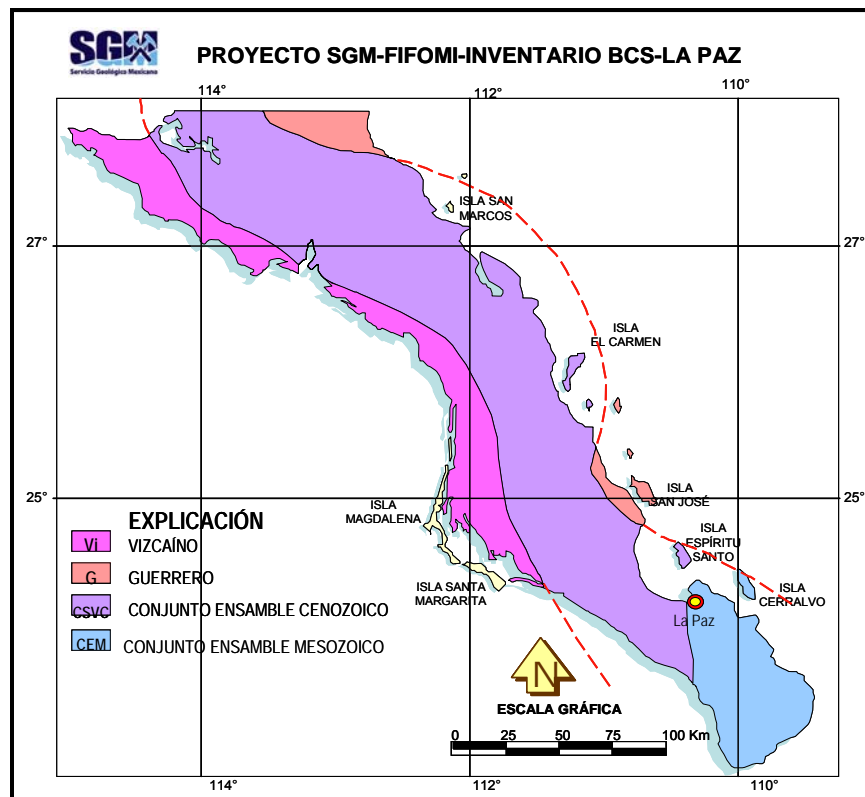 SGM
Servicio Geológico Mexicano
PROYECTO SGM-FIFOMI-INVENTARIO BCS-LA PAZ
114°
112°
110°
ISLA SAN
MARCOS
27°
27°
ISLA
EL CARMEN
25°
25°
ISLA
SAN JOSÉ
ISLA
MAGDALENA
ISLA
ESPÍRITU
SANTO
ISLA
CERRALVO
ISLA SANTA
MARGARITA
La Paz
EXPLICACIÓN
Vi VIZCAÍNO
G GUERRERO
CSVC CONJUNTO ENSAMBLE CENOZOICO
CEM CONJUNTO ENSAMBLE MESOZOICO
N
ESCALA GRÁFICA
0 25 50 75 100 Km
114°
112°
110°